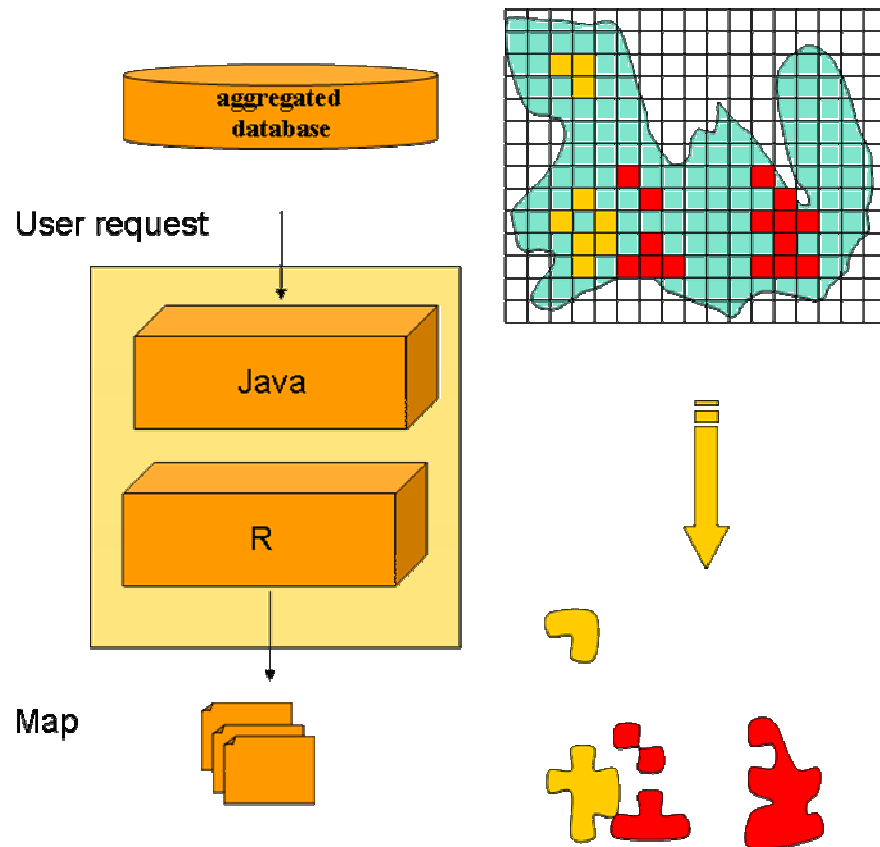 aggregated
database
User request
Java
R
Map